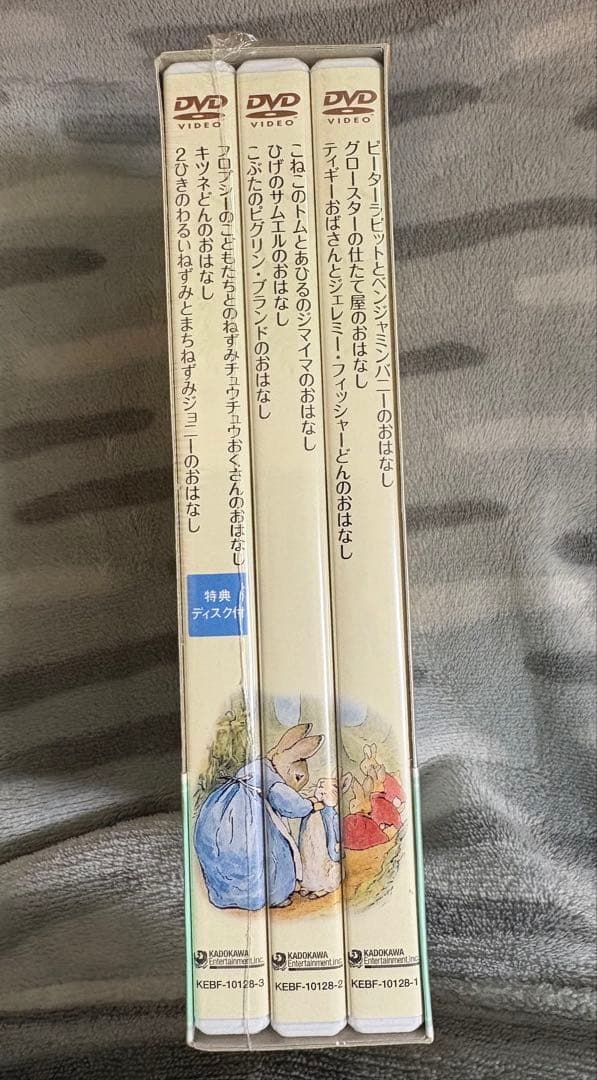 DVD
VIDEO
ピーターラビットとベンジャミンバニーのおはなし
グロースターの仕たて屋のおはなし
ティギーおばさんとジェレミー・フィッシャーどんのおはなし
KADOKAWA
Entertainment,inc.
KEBF-10128-1
DVD
VIDEO
こねこのトムとあひるのジマイマのおはなし
ひげのサムエルのおはなし
こぶたのピグリン・ブランドのおはなし
KADOKAWA
Entertainment,inc.
KEBF-10128-2
DVD
VIDEO
フロプシーのこどもたちとのねずみチュウチュウおくさんのおはなし
キツネどんのおはなし
2ひきのわるいねずみとまちねずみジョニーのおはなし
特典
ディスク付
KADOKAWA
Entertainment,inc.
KEBF-10128-3